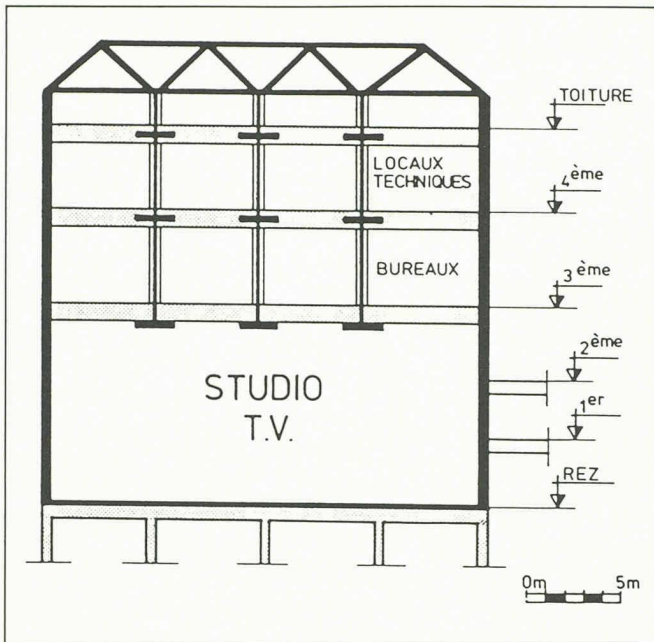 TOITURE
LOCAUX
TECHNIQUES
4ème
BUREAUX
3ème
2ème
STUDIO
T.V.
1er
REZ
0m 5m